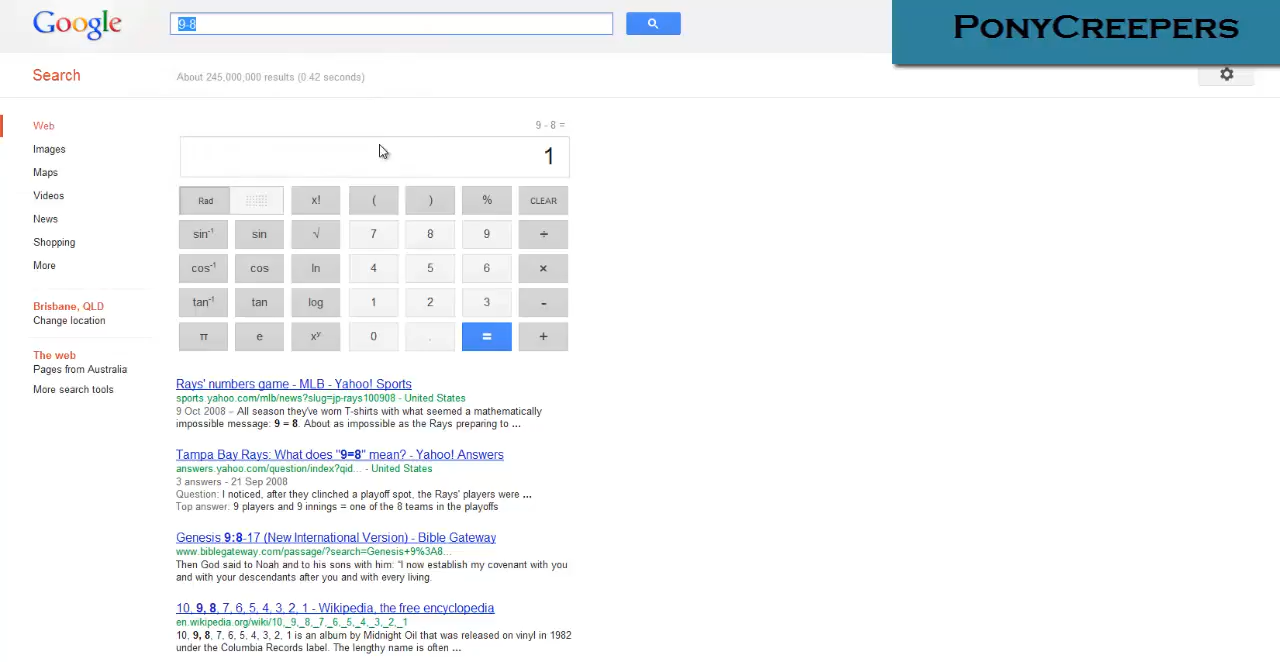 Google
9-8
PonyCreepers
Search
About 245,000,000 results (0.42 seconds)
Web
Images
Maps
Videos
News
Shopping
More
Brisbane, QLD
Change location
The web
Pages from Australia
More search tools
9 - 8 =
1
Rad x! ( ) % CLEAR
sin-1 sin √ 7 8 9 ÷
cos-1 cos ln 4 5 6 ×
tan-1 tan log 1 2 3 -
π e xy 0 . = +
Rays' numbers game - MLB - Yahoo! Sports
sports.yahoo.com/mlb/news?slug=jp-rays100908 - United States
9 Oct 2008 – All season they've worn T-shirts with what seemed a mathematically
impossible message: 9 = 8. About as impossible as the Rays preparing to ...
Tampa Bay Rays: What does "9=8" mean? - Yahoo! Answers
answers.yahoo.com/question/index?qid... - United States
3 answers - 21 Sep 2008
Question: I noticed, after they clinched a playoff spot, the Rays' players were ...
Top answer: 9 players and 9 innings = one of the 8 teams in the playoffs
Genesis 9:8-17 (New International Version) - Bible Gateway
www.biblegateway.com/passage/?search=Genesis+9%3A8...
Then God said to Noah and to his sons with him: “I now establish my covenant with you
and with your descendants after you and with every living.
10, 9, 8, 7, 6, 5, 4, 3, 2, 1 - Wikipedia, the free encyclopedia
en.wikipedia.org/wiki/10,_9,_8,_7,_6,_5,_4,_3,_2,_1
10, 9, 8, 7, 6, 5, 4, 3, 2, 1 is an album by Midnight Oil that was released on vinyl in 1982
under the Columbia Records label. The lengthy name is often ...